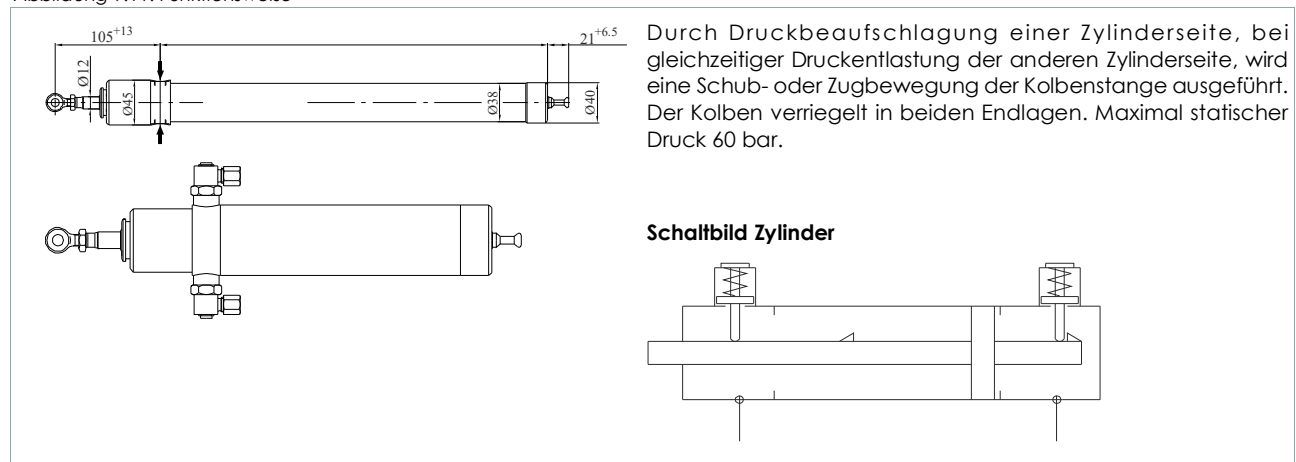 105+13
21+6.5
Ø12
Ø45
Ø38
Ø40
Durch Druckbeaufschlagung einer Zylinderseite, bei
gleichzeitiger Druckentlastung der anderen Zylinderseite, wird
eine Schub- oder Zugbewegung der Kolbenstange ausgeführt.
Der Kolben verriegelt in beiden Endlagen. Maximal statischer
Druck 60 bar.
Schaltbild Zylinder